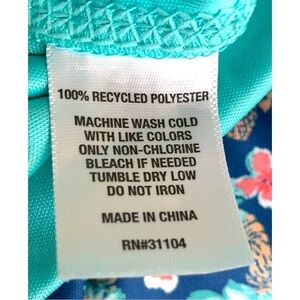 100% RECYCLED POLYESTER
MACHINE WASH COLD
WITH LIKE COLORS
ONLY NON-CHLORINE
BLEACH IF NEEDED
TUMBLE DRY LOW
DO NOT IRON
MADE IN CHINA
RN#31104